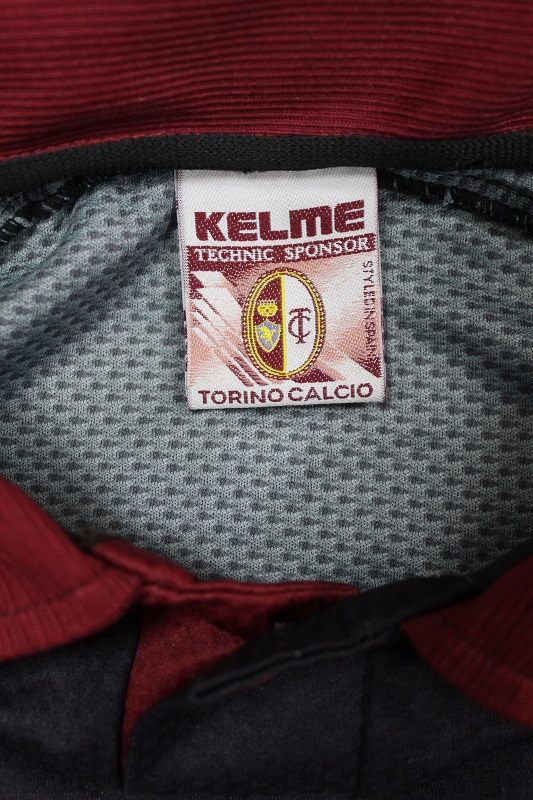 KELME
TECHNIC SPONSOR
STYLED IN SPAIN
TC
TORINO CALCIO